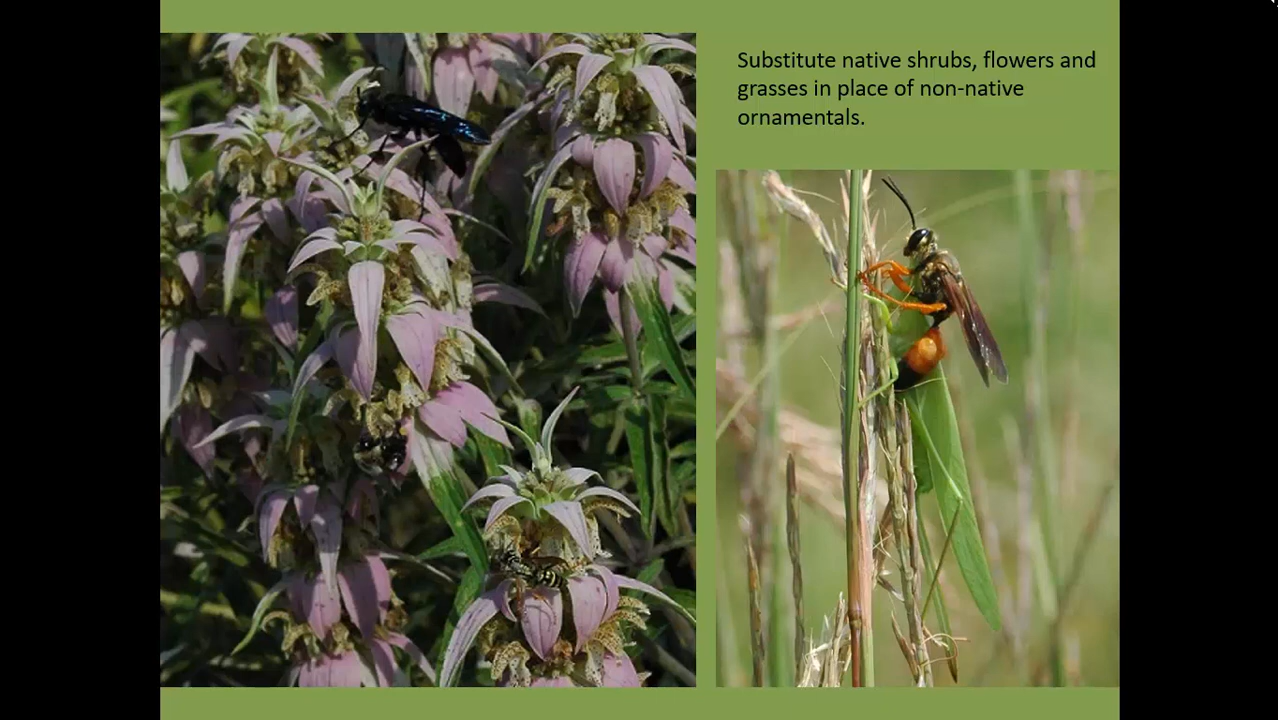 Substitute native shrubs, flowers and
grasses in place of non-native
ornamentals.